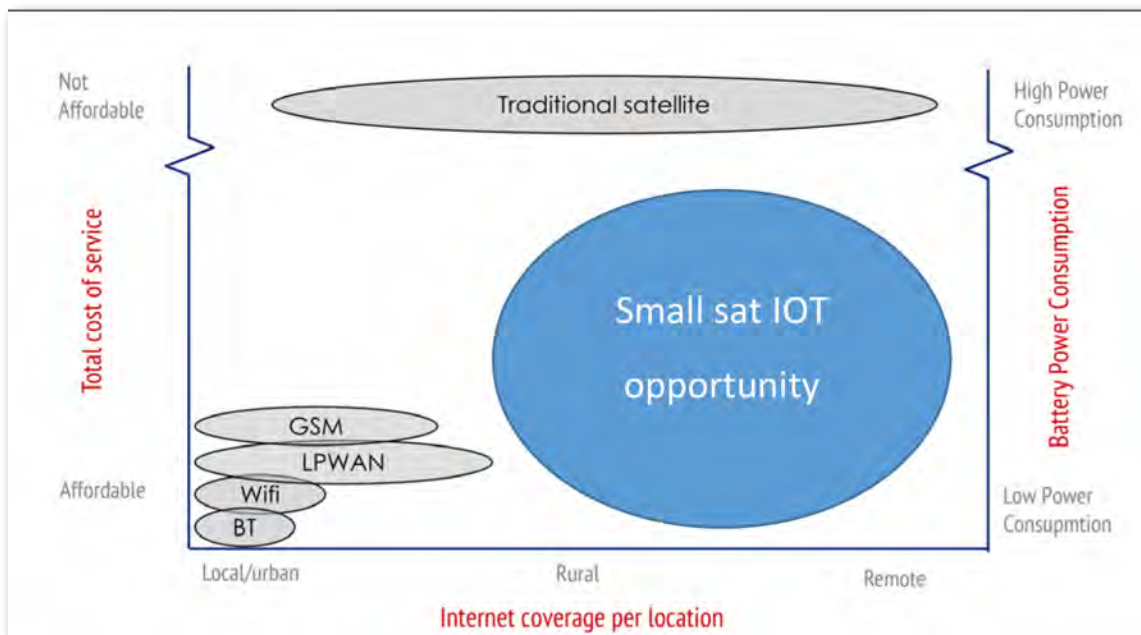 Not
Affordable
Traditional satellite
High Power
Consumption
Total cost of service
Small sat IOT
opportunity
Battery Power Consumption
GSM
LPWAN
Affordable
Wifi
BT
Low Power
Consupmtion
Local/urban
Rural
Remote
Internet coverage per location